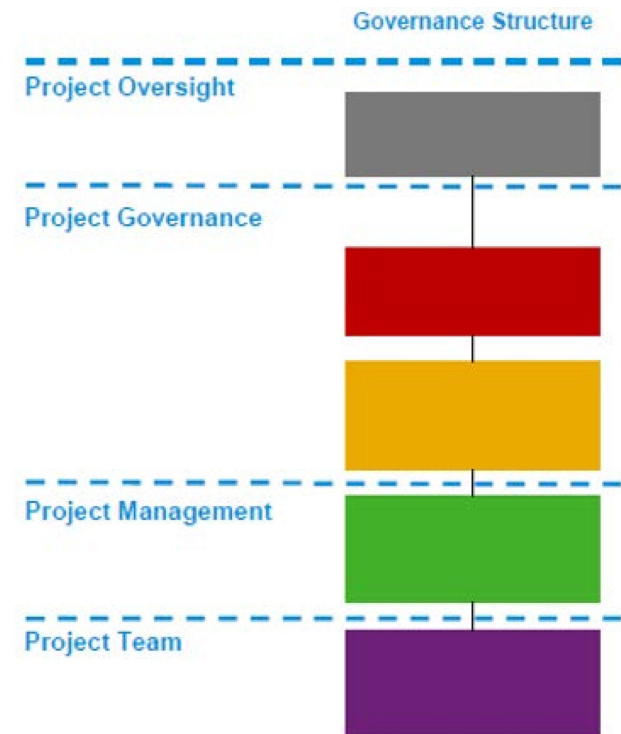 Governance Structure
Project Oversight
Project Governance
Project Management
Project Team